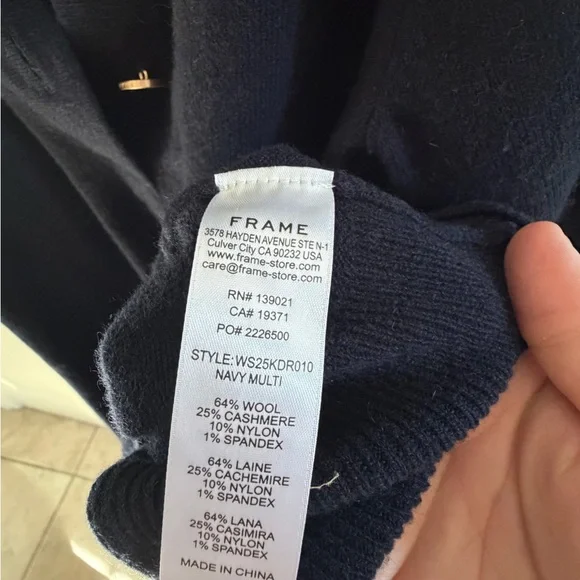 FRAME
3578 HAYDEN AVENUE STE N-1
Culver City CA 90232 USA
www.frame-store.com
care@frame-store.com
RN# 139021
CA# 19371
PO# 2226500
STYLE: WS25KDR010
NAVY MULTI
64% WOOL
25% CASHMERE
10% NYLON
1% SPANDEX
64% LAINE
25% CACHEMIRE
10% NYLON
1% SPANDEX
64% LANA
25% CASIMIRA
10% NYLON
1% SPANDEX
MADE IN CHINA